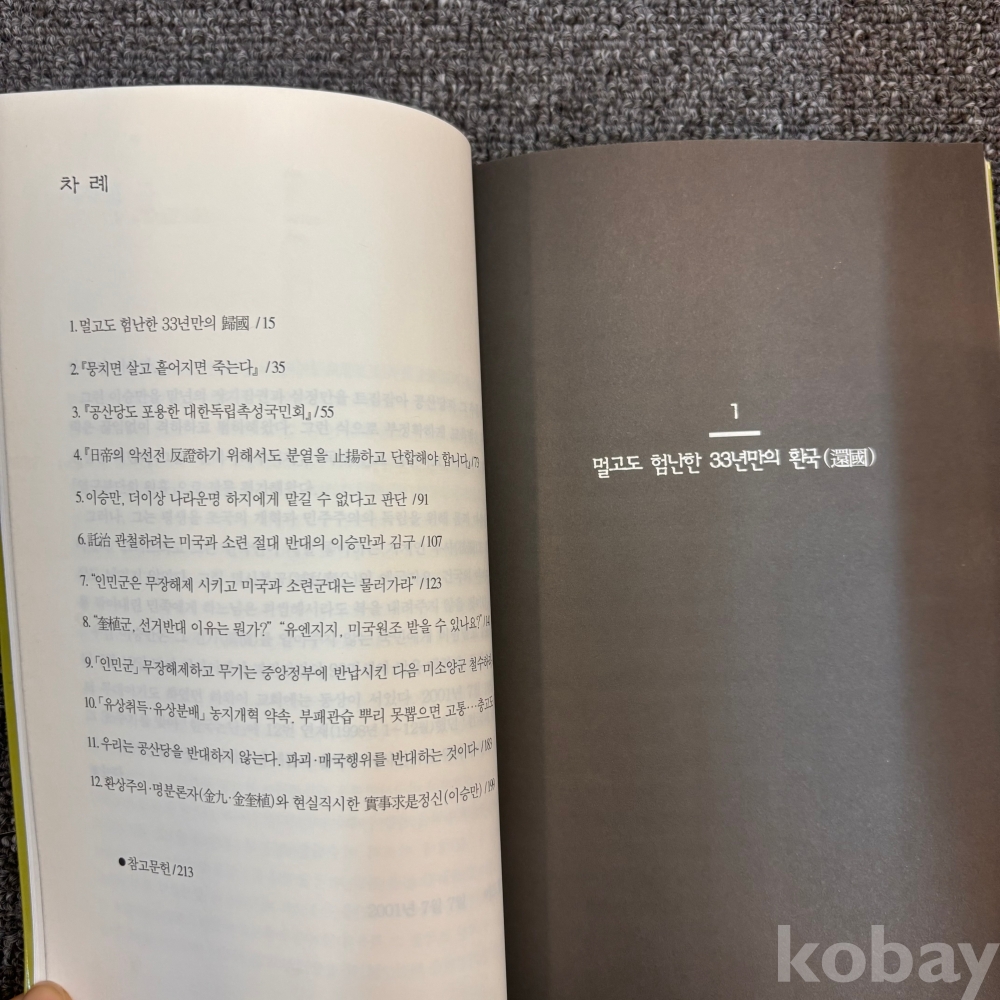 차 례
1. 멀고도 험난한 33년만의 歸國 /15
2.『뭉치면 살고 흩어지면 죽는다』/35
3.『공산당도 포용한 대한독립촉성국민회』/55
4.『日帝의 악선전 反證하기 위해서도 분열을 止揚하고 단합해야 합니다』/73
5. 이승만, 더이상 나라운명 하지에게 맡길 수 없다고 판단 /91
6. 託治 관철하려는 미국과 소련 절대 반대의 이승만과 김구 /107
7. “인민군은 무장해제 시키고 미국과 소련군대는 물러가라” /123
8. “奎植군, 선거반대 이유는 뭔가?” “유엔지지, 미국원조 받을 수 있나요?”
9.「인민군」무장해제하고 무기는 중앙정부에 반납시킨 다음 미소양군
10.「유상취득·유상분배」농지개혁 약속. 부패관습 뿌리 못뽑으면 고통…충고도
11. 우리는 공산당을 반대하지 않는다. 파괴·매국행위를 반대하는 것이다 /185
12. 환상주의·명분론자(金九·金奎植)와 현실직시한 實事求是정신(이승만) /199
●참고문헌 /213
1
멀고도 험난한 33년만의 환국(還國)
kobay